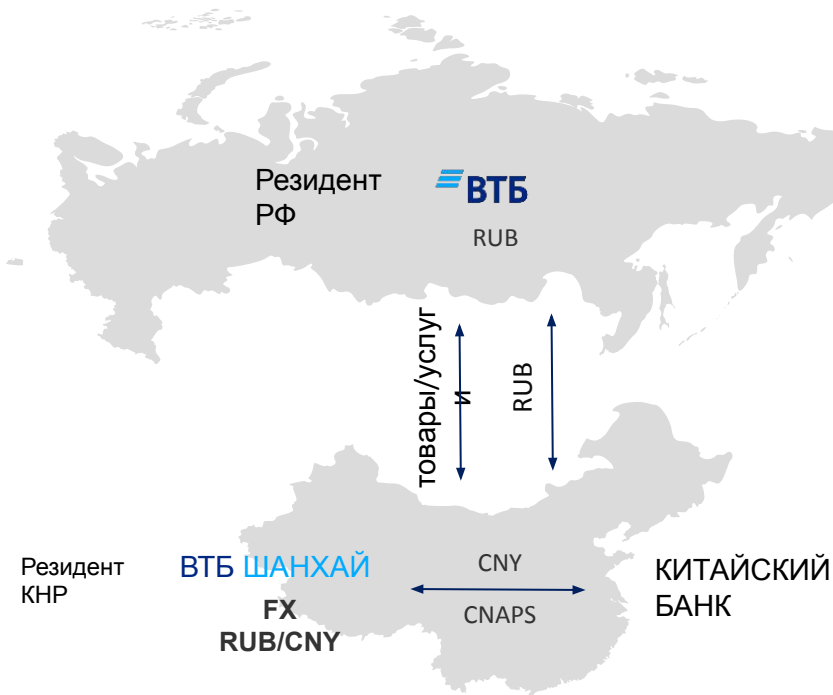 Резидент
РФ
ВТБ
RUB
товары/услуг
и
RUB
Резидент
КНР
ВТБ ШАНХАЙ
FX
RUB/CNY
CNY
CNAPS
КИТАЙСКИЙ
БАНК